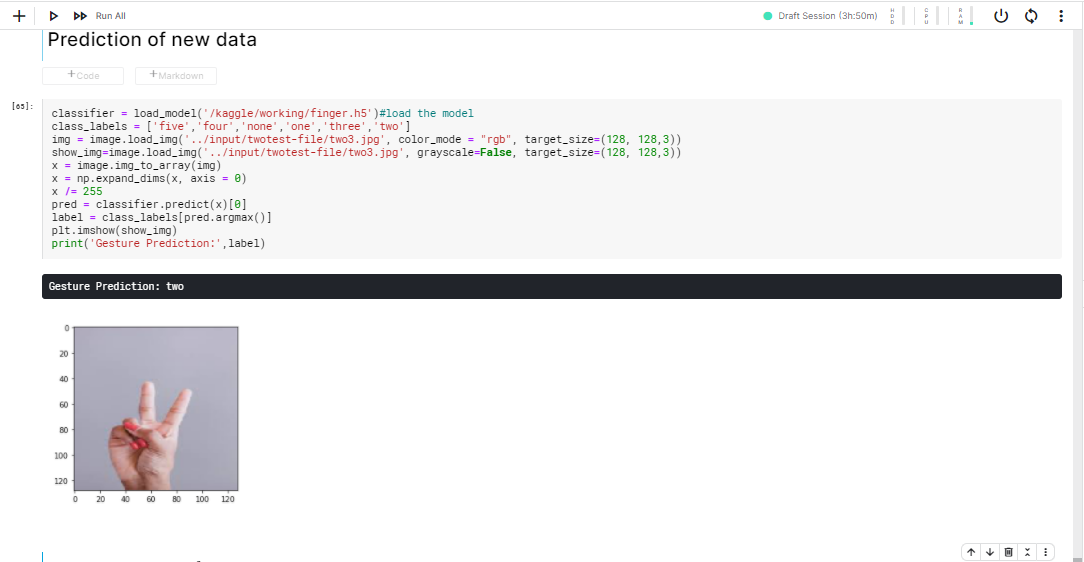 Run All
Draft Session (3h:50m)
HDD
CPU
RAM
Prediction of new data
+Code
+Markdown
[65]:
classifier = load_model('/kaggle/working/finger.h5')#load the model
class_labels = ['five','four','none','one','three','two']
img = image.load_img('../input/twotest-file/two3.jpg', color_mode = "rgb", target_size=(128, 128,3))
show_img=image.load_img('../input/twotest-file/two3.jpg', grayscale=False, target_size=(128, 128,3))
x = image.img_to_array(img)
x = np.expand_dims(x, axis = 0)
x /= 255
pred = classifier.predict(x)[0]
label = class_labels[pred.argmax()]
plt.imshow(show_img)
print('Gesture Prediction:',label)
Gesture Prediction: two
0
20
40
60
80
100
120
0 20 40 60 80 100 120